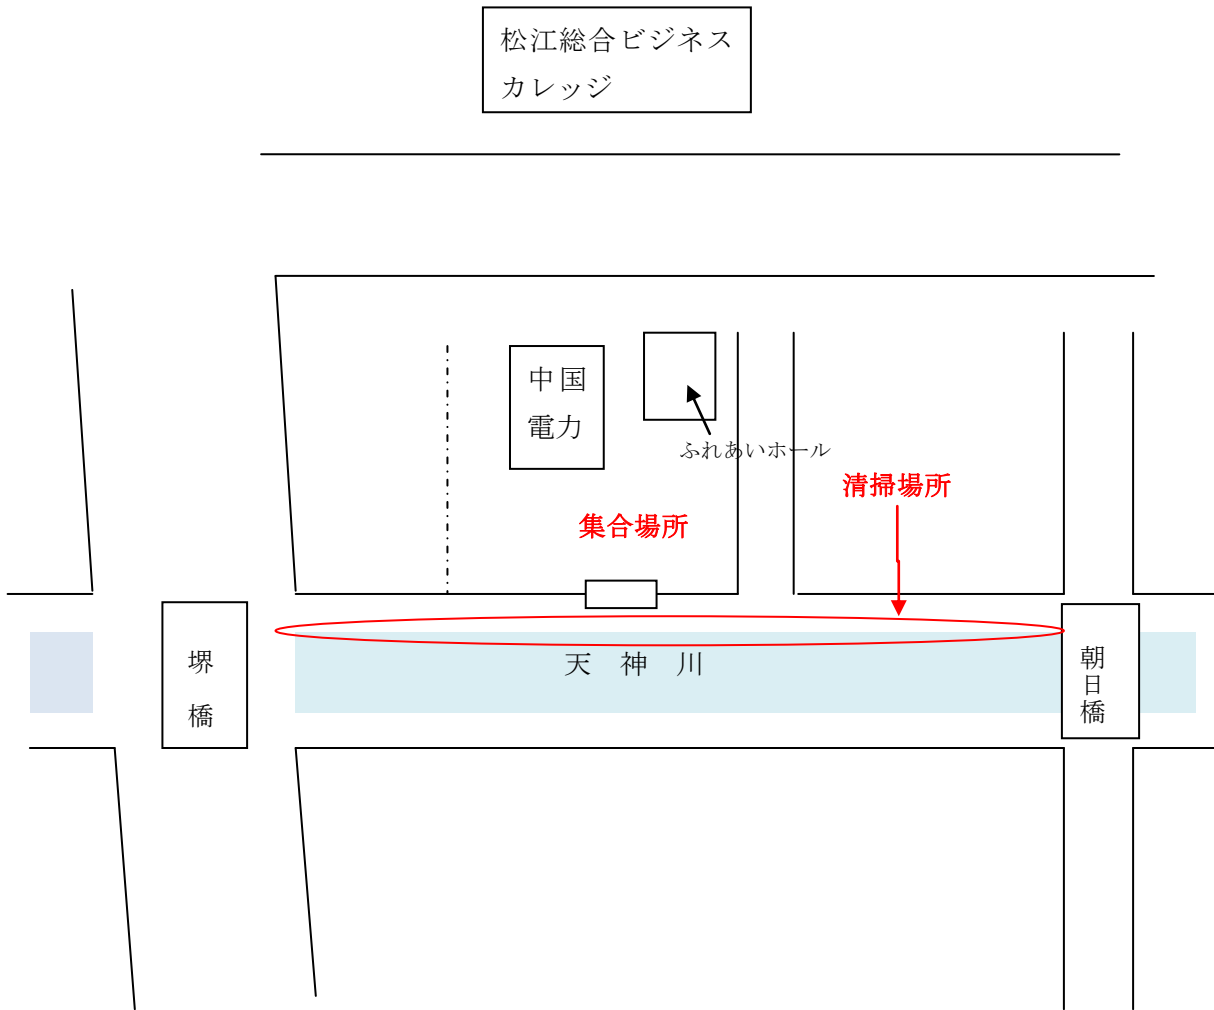 松江総合ビジネス
カレッジ
中国
電力
ふれあいホール
清掃場所
集合場所
堺
橋
天 神 川
朝
日
橋